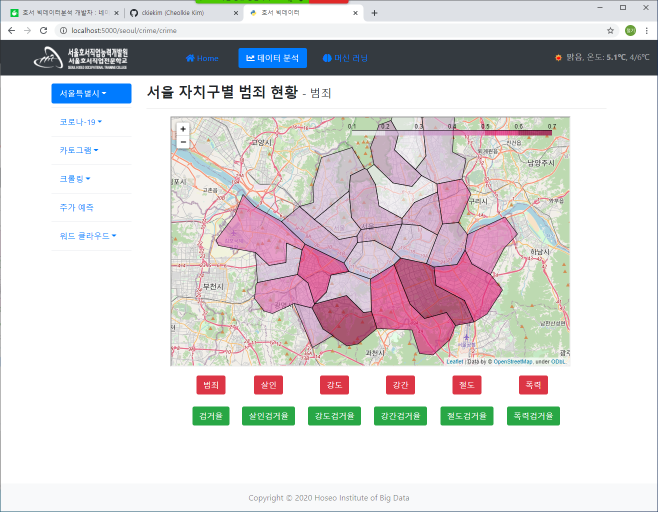 호서 빅데이터분석 개발자 : 네이
ckiekim (Cheolkie Kim)
호서 빅데이터
localhost:5000/seoul/crime/crime
서울호서직업능력개발원
서울호서직업전문학교
Home
데이터 분석
머신 러닝
맑음, 온도: 5.1℃, 4/6℃
서울특별시
코로나-19
카토그램
크롤링
주가 예측
워드 클라우드
서울 자치구별 범죄 현황 - 범죄
+
−
0.1 0.2 0.3 0.4 0.5 0.6 0.7
고양시
남양주시
구리시
하남시
부천시
과천시
Leaflet | Data by © OpenStreetMap, under ODbL.
범죄
살인
강도
강간
절도
폭력
검거율
살인검거율
강도검거율
강간검거율
절도검거율
폭력검거율
Copyright © 2020 Hoseo Institute of Big Data